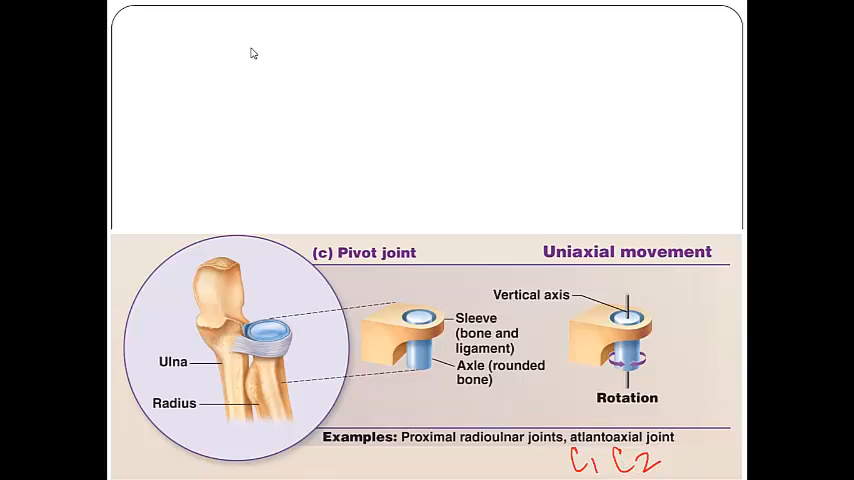 (c) Pivot joint
Uniaxial movement
Vertical axis
Sleeve
(bone and
ligament)
Axle (rounded
bone)
Ulna
Radius
Rotation
Examples: Proximal radioulnar joints, atlantoaxial joint
C1 C2